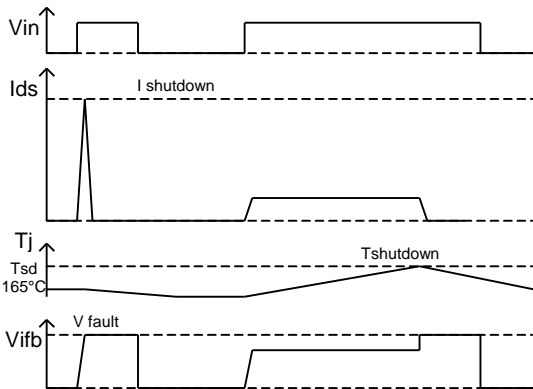 Vin
Ids
I shutdown
Tj
Tshutdown
Tsd
165°C
V fault
Vifb